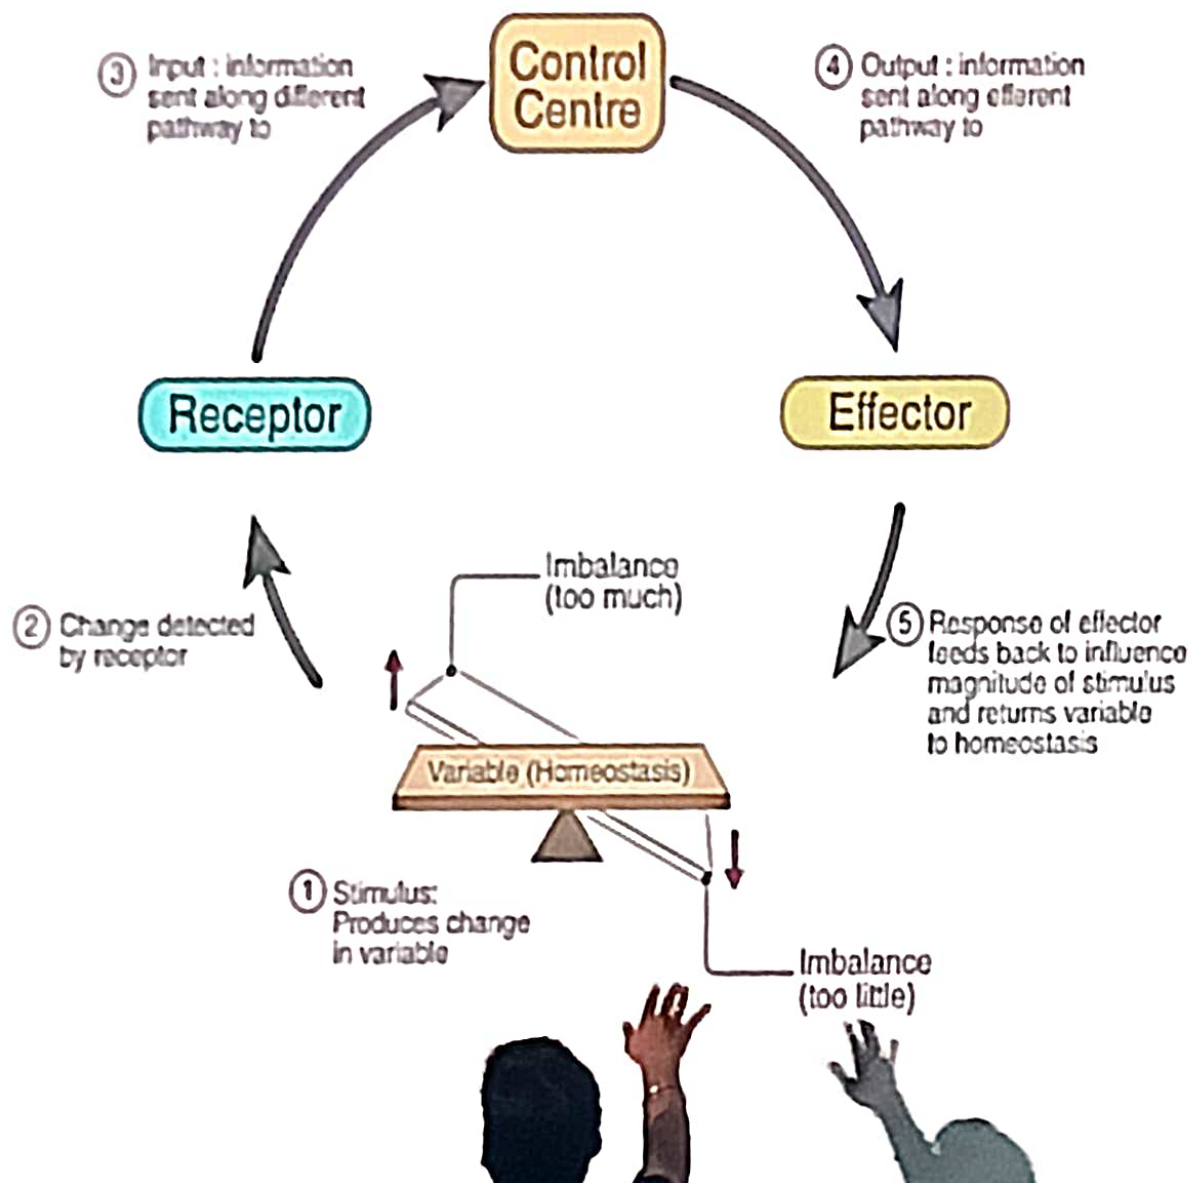 Control
Centre
3 Input : information
sent along different
pathway to
4 Output : information
sent along efferent
pathway to
Receptor
Effector
Imbalance
(too much)
2 Change detected
by receptor
5 Response of effector
feeds back to influence
magnitude of stimulus
and returns variable
to homeostasis
Variable (Homeostasis)
1 Stimulus:
Produces change
in variable
Imbalance
(too little)